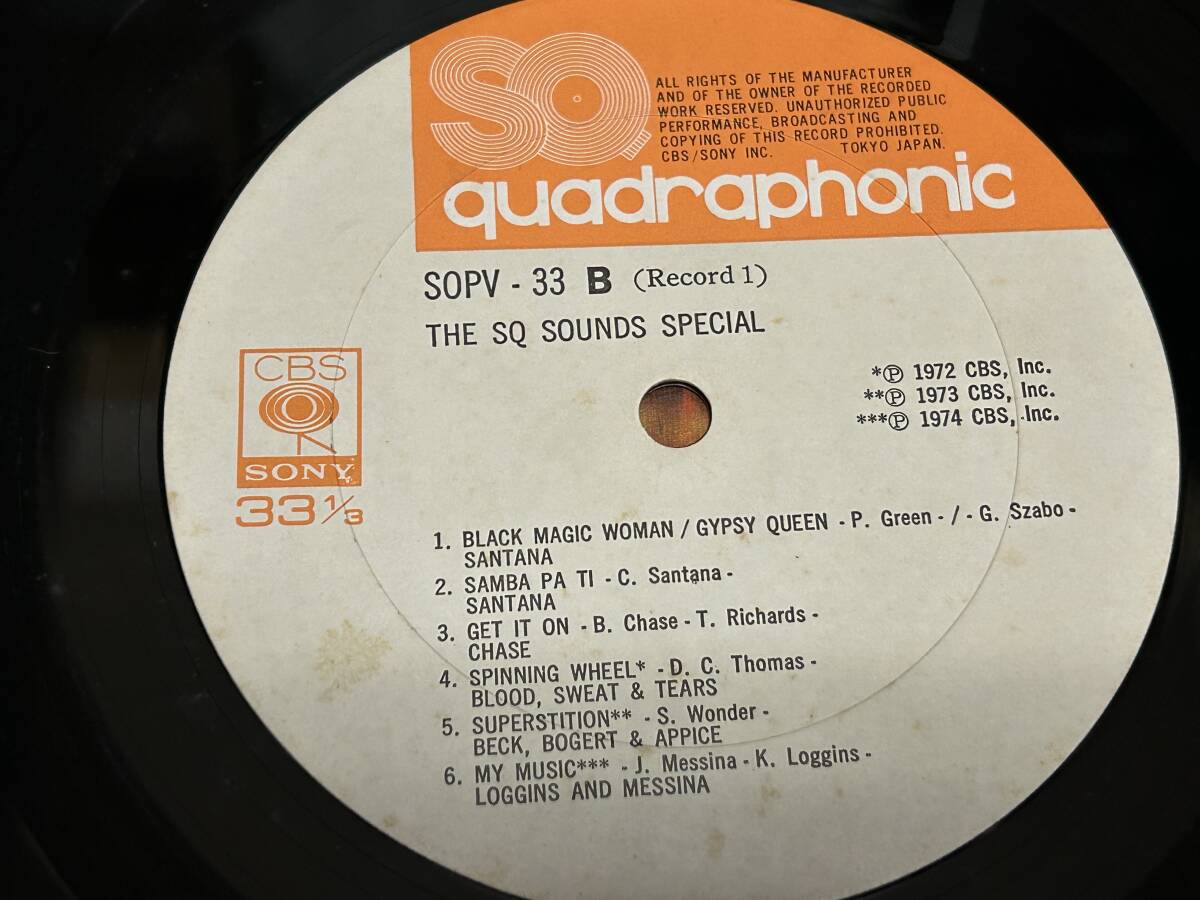 SQ
ALL RIGHTS OF THE MANUFACTURER
AND OF THE OWNER OF THE RECORDED
WORK RESERVED. UNAUTHORIZED PUBLIC
PERFORMANCE, BROADCASTING AND
COPYING OF THIS RECORD PROHIBITED.
CBS/SONY INC. TOKYO JAPAN.
quadraphonic
SOPV - 33 B (Record 1)
THE SQ SOUNDS SPECIAL
CBS
SONY
33 1/3
*Ⓟ 1972 CBS, Inc.
**Ⓟ 1973 CBS, Inc.
***Ⓟ 1974 CBS, Inc.
1. BLACK MAGIC WOMAN / GYPSY QUEEN - P. Green - / - G. Szabo -
SANTANA
2. SAMBA PA TI - C. Santana -
SANTANA
3. GET IT ON - B. Chase - T. Richards -
CHASE
4. SPINNING WHEEL* - D. C. Thomas -
BLOOD, SWEAT & TEARS
5. SUPERSTITION** - S. Wonder -
BECK, BOGERT & APPICE
6. MY MUSIC*** - J. Messina - K. Loggins -
LOGGINS AND MESSINA